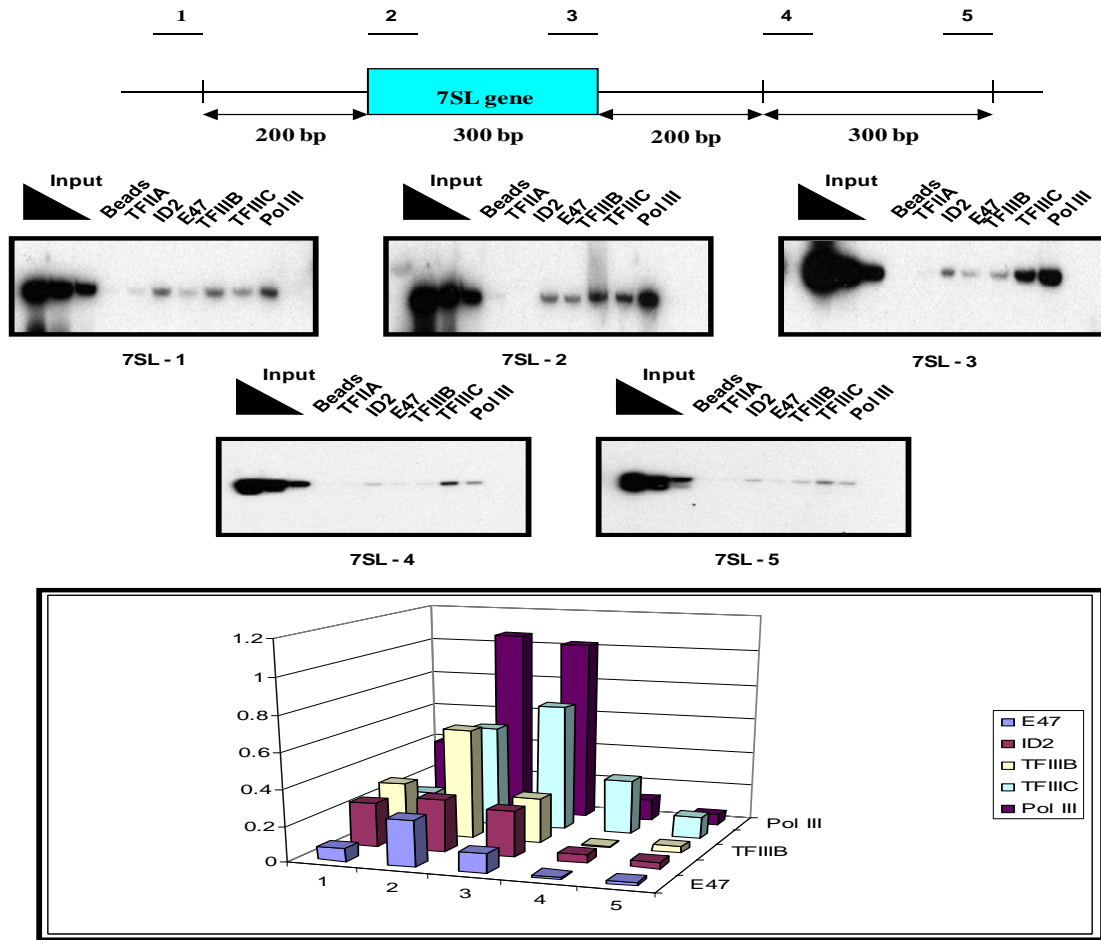 1 2 3 4 5
7SL gene
200 bp 300 bp 200 bp 300 bp
Input Beads TFIIA ID2 E47 TFIIIB TFIIIC Pol III
Input Beads TFIIA ID2 E47 TFIIIB TFIIIC Pol III
Input Beads TFIIA ID2 E47 TFIIIB TFIIIC Pol III
7SL - 1
7SL - 2
7SL - 3
Input Beads TFIIA ID2 E47 TFIIIB TFIIIC Pol III
Input Beads TFIIA ID2 E47 TFIIIB TFIIIC Pol III
7SL - 4
7SL - 5
1.2
1
0.8
0.6
0.4
0.2
0
1 2 3 4 5
Pol III
TFIIIB
E47
E47
ID2
TFIIIB
TFIIIC
Pol III